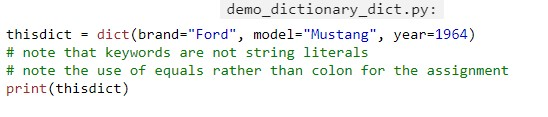 demo_dictionary_dict.py:
thisdict = dict(brand="Ford", model="Mustang", year=1964)
# note that keywords are not string literals
# note the use of equals rather than colon for the assignment
print(thisdict)